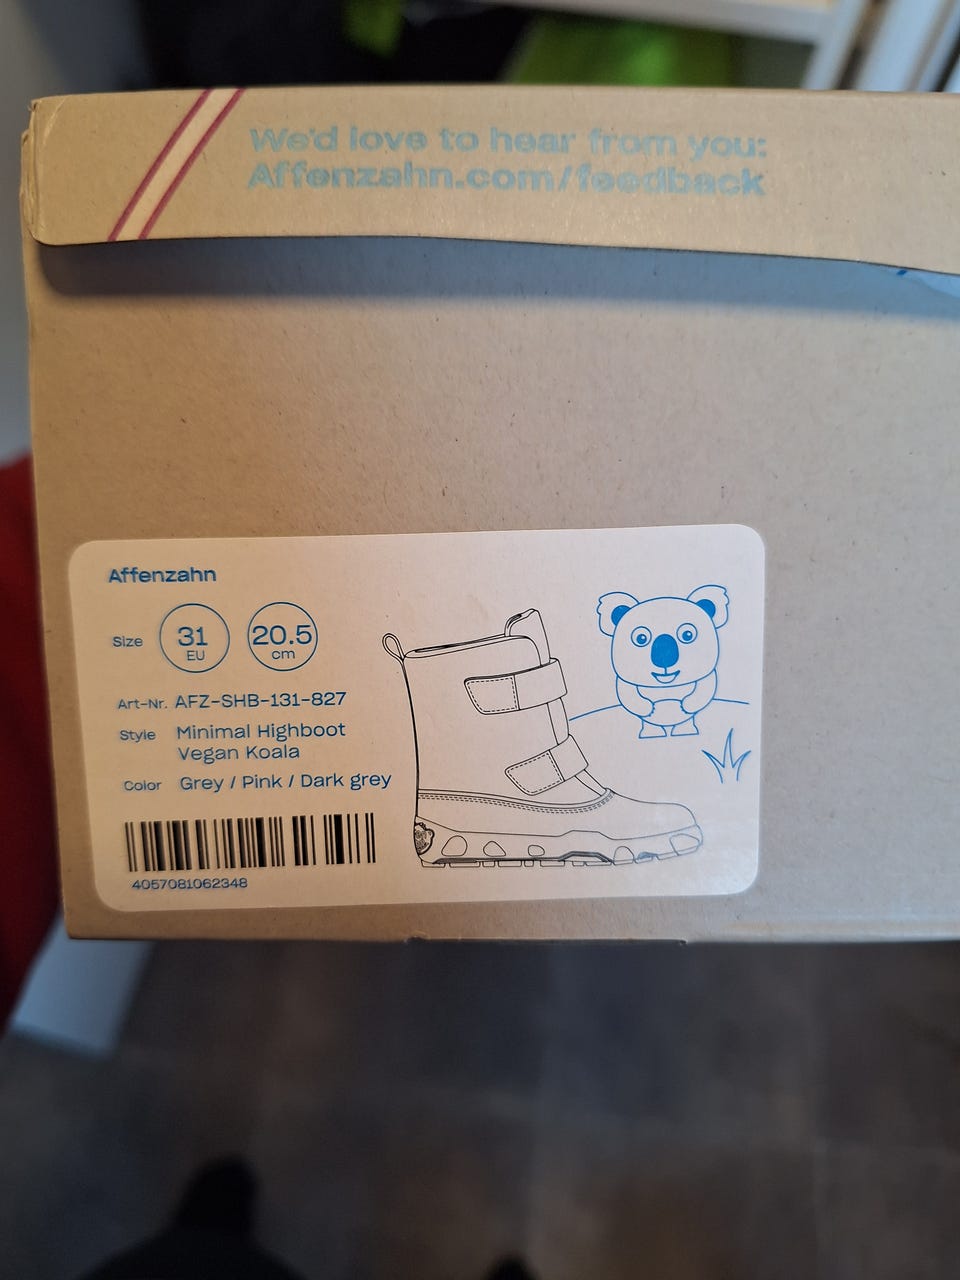 We'd love to hear from you:
Affenzahn.com/feedback
Affenzahn
Size 31 EU 20.5 cm
Art-Nr. AFZ-SHB-131-827
Style Minimal Highboot
Vegan Koala
Color Grey / Pink / Dark grey
4057081062348